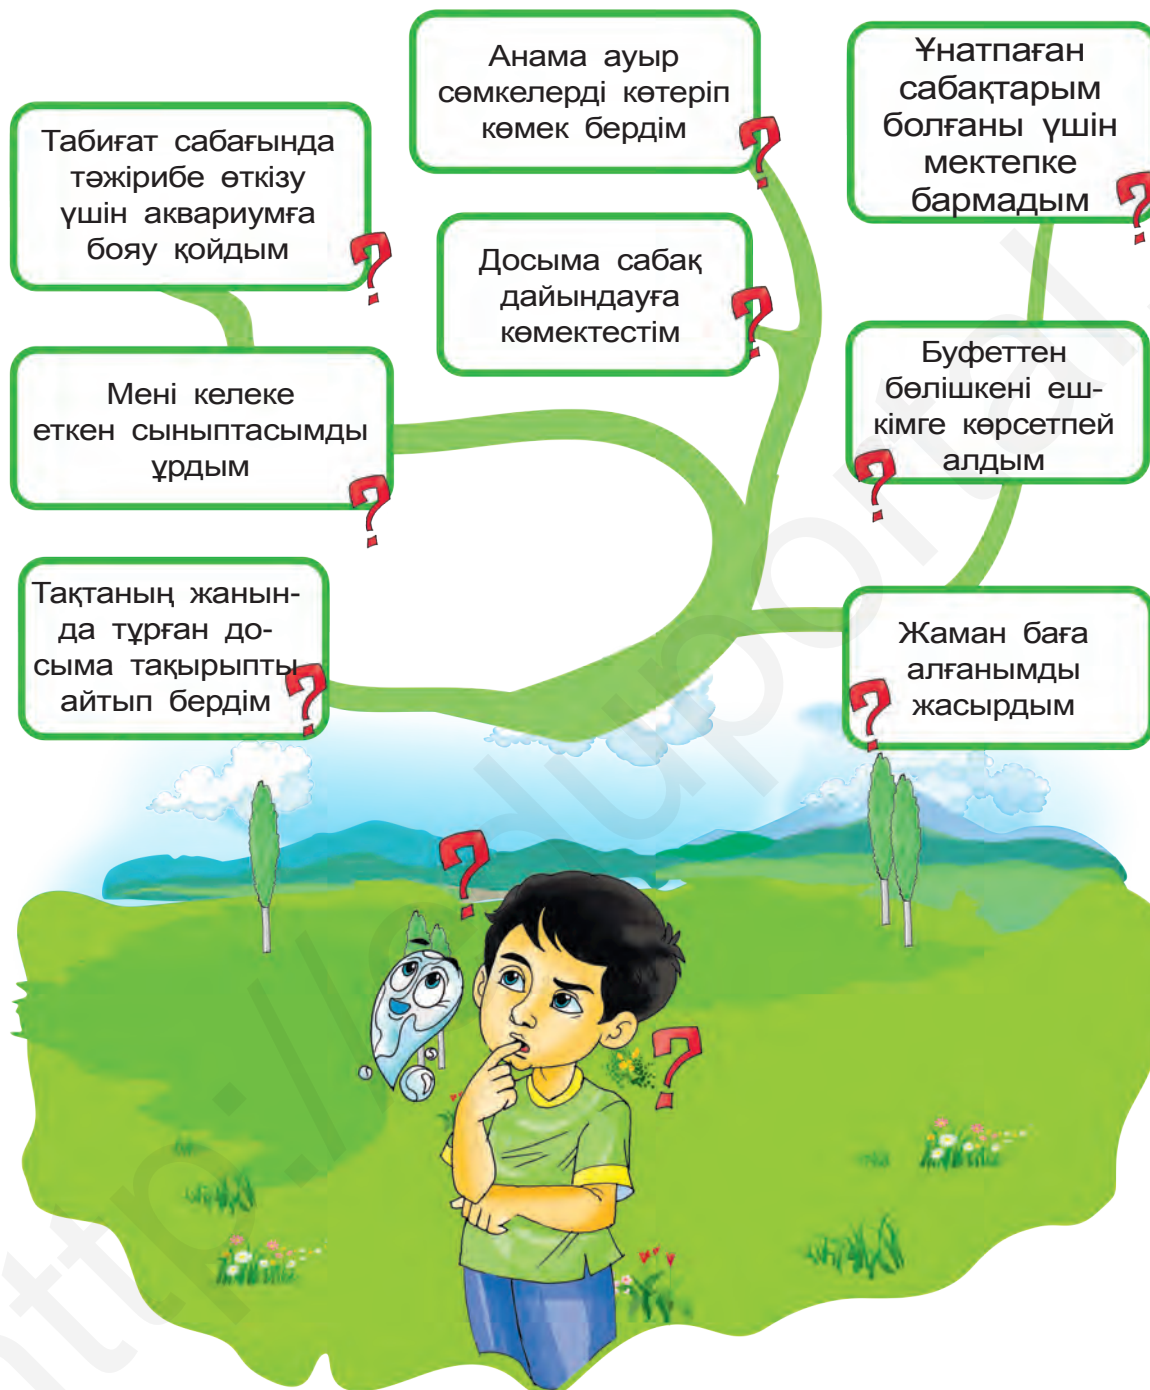 Анама ауыр
сөмкелерді көтеріп
көмек бердім
Ұнатпаған
сабақтарым
болғаны үшін
мектепке
бармадым
Табиғат сабағында
тәжірибе өткізу
үшін аквариумға
бояу қойдым
Досыма сабақ
дайындауға
көмектестім
Буфеттен
бөлішкені еш-
кімге көрсетпей
алдым
Мені келеке
еткен сыныптасымды
ұрдым
Тақтаның жанын-
да тұрған до-
сыма тақырыпты
айтып бердім
Жаман баға
алғанымды
жасырдым
?
?
?
?
?
?
?
?
?
?
http://eduportal